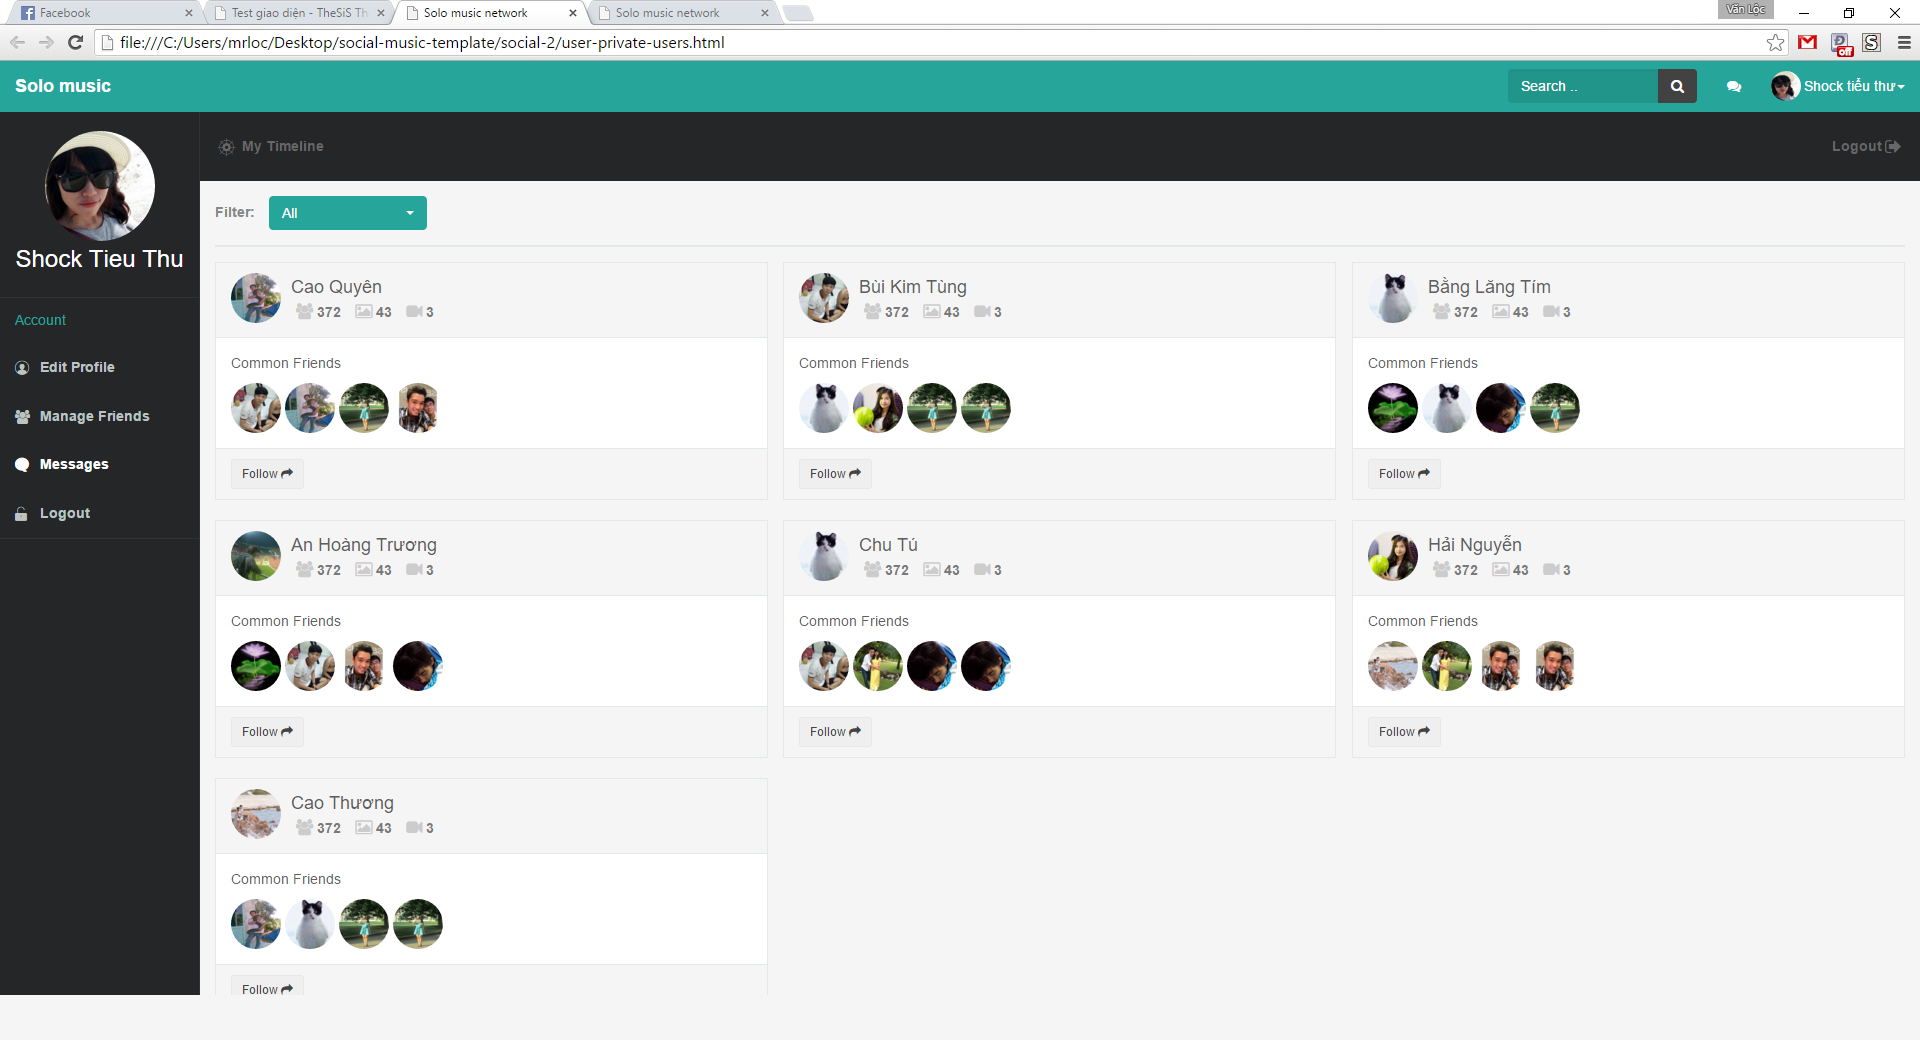 Facebook
Test giao diện - TheSiS Th
Solo music network
Solo music network
Văn Lộc
file:///C:/Users/mrloc/Desktop/social-music-template/social-2/user-private-users.html
off
Solo music
Search ..
Shock tiểu thư
Shock Tieu Thu
My Timeline
Logout
Account
Edit Profile
Manage Friends
Messages
Logout
Filter:
All
Cao Quyên
372 43 3
Common Friends
Follow
Bùi Kim Tùng
372 43 3
Common Friends
Follow
Bằng Lăng Tím
372 43 3
Common Friends
Follow
An Hoàng Trương
372 43 3
Common Friends
Follow
Chu Tú
372 43 3
Common Friends
Follow
Hải Nguyễn
372 43 3
Common Friends
Follow
Cao Thương
372 43 3
Common Friends
Follow